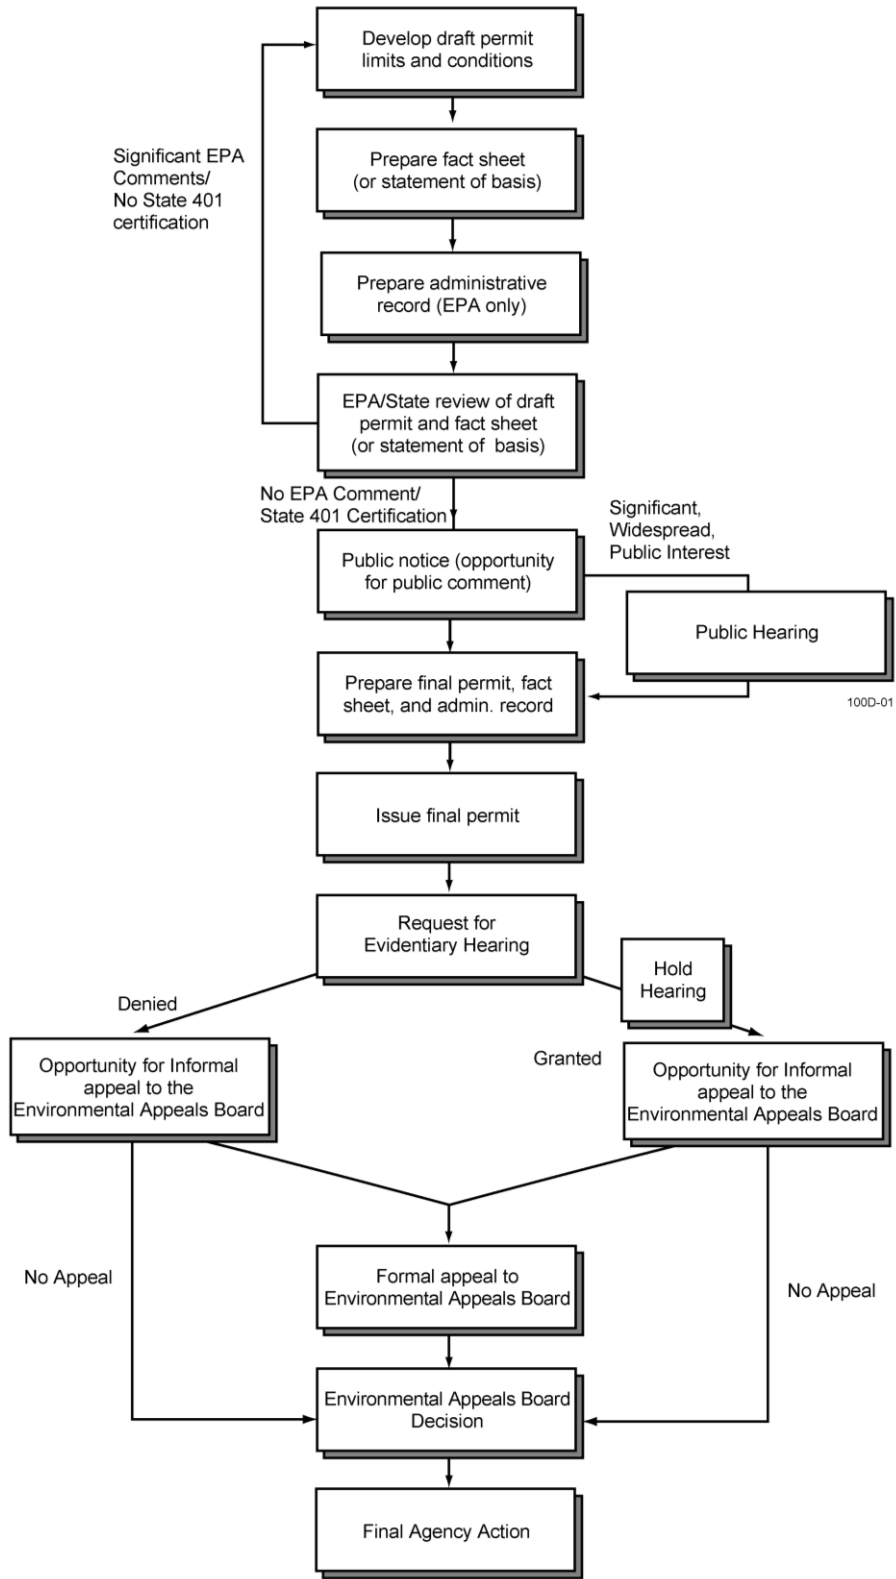 Develop draft permit
limits and conditions
Significant EPA
Comments/
No State 401
certification
Prepare fact sheet
(or statement of basis)
Prepare administrative
record (EPA only)
EPA/State review of draft
permit and fact sheet
(or statement of basis)
No EPA Comment/
State 401 Certification
Significant,
Widespread,
Public Interest
Public notice (opportunity
for public comment)
Public Hearing
100D-01
Prepare final permit, fact
sheet, and admin. record
Issue final permit
Request for
Evidentiary Hearing
Hold
Hearing
Denied
Granted
Opportunity for Informal
appeal to the
Environmental Appeals Board
Opportunity for Informal
appeal to the
Environmental Appeals Board
No Appeal
Formal appeal to
Environmental Appeals Board
No Appeal
Environmental Appeals Board
Decision
Final Agency Action